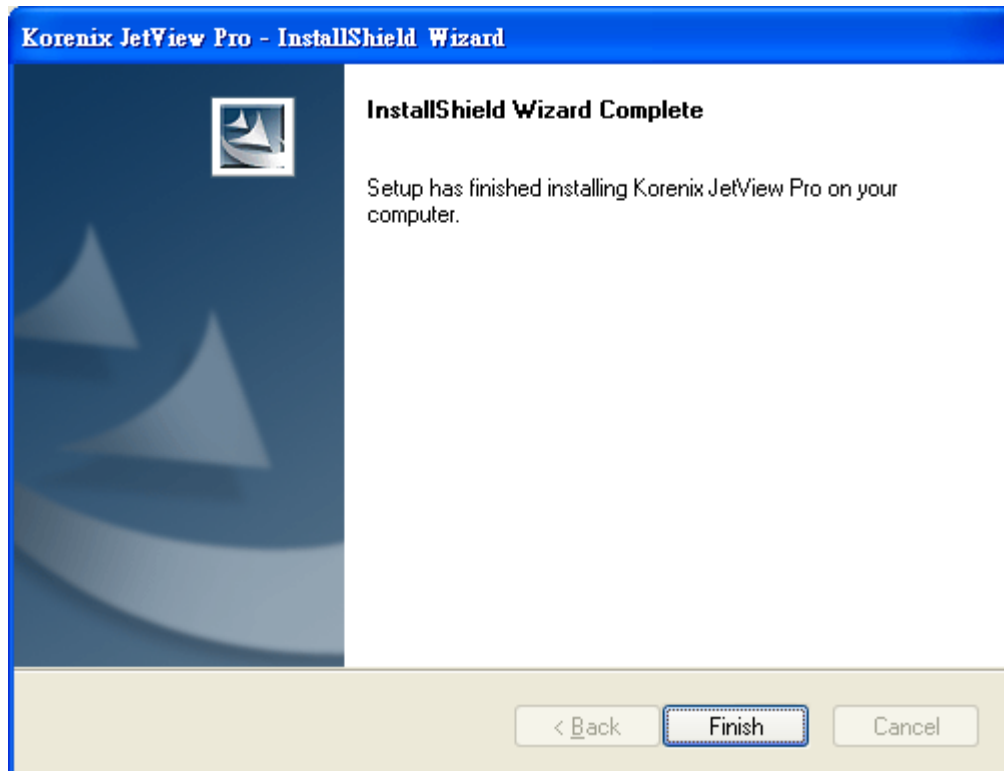 Korenix JetView Pro - InstallShield Wizard
InstallShield Wizard Complete
Setup has finished installing Korenix JetView Pro on your
computer.
< Back
Finish
Cancel